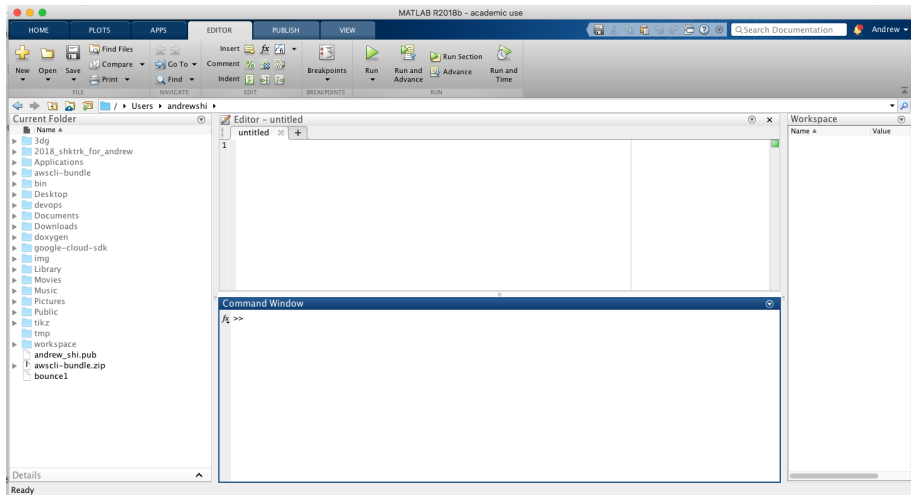 MATLAB R2018b - academic use
HOME PLOTS APPS EDITOR PUBLISH VIEW
Search Documentation
Andrew
New Open Save
Find Files
Compare
Print
Go To
Find
Insert fx
Comment
Indent
Breakpoints
Run
Run and Advance
Run Section
Advance
Run and Time
FILE NAVIGATE EDIT BREAKPOINTS RUN
/ Users andrewshi
Current Folder
Name
3dg
2018_shktrk_for_andrew
Applications
awscli-bundle
bin
Desktop
devops
Documents
Downloads
doxygen
google-cloud-sdk
img
Library
Movies
Music
Pictures
Public
tikz
tmp
workspace
andrew_shi.pub
awscli-bundle.zip
bounce1
Details
Ready
Editor - untitled
untitled
1
Command Window
fx >>
Workspace
Name Value